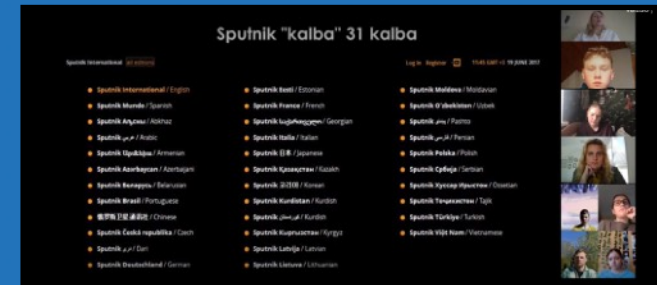 Sputnik "kalba" 31 kalba
Sputnik International all editions
Log in Register 11:45 GMT +3 19 JUNE 2017
Sputnik International / English
Sputnik Mundo / Spanish
Sputnik Аҧсны / Abkhaz
Sputnik عربي / Arabic
Sputnik Արմենիա / Armenian
Sputnik Azərbaycan / Azerbaijani
Sputnik Беларусь / Belarusian
Sputnik Brasil / Portuguese
俄罗斯卫星通讯社 / Chinese
Sputnik Česká republika / Czech
Sputnik دری / Dari
Sputnik Deutschland / German
Sputnik Eesti / Estonian
Sputnik France / French
Sputnik / Georgian
Sputnik Italia / Italian
Sputnik 日本 / Japanese
Sputnik Қазақстан / Kazakh
Sputnik 코리아 / Korean
Sputnik Kurdistan / Kurdish
Sputnik كوردستان / Kurdish
Sputnik Кыргызстан / Kyrgyz
Sputnik Latvija / Latvian
Sputnik Lietuva / Lithuanian
Sputnik Moldova / Moldavian
Sputnik O'zbekiston / Uzbek
Sputnik پښتو / Pashto
Sputnik فارسی / Persian
Sputnik Polska / Polish
Sputnik Србија / Serbian
Sputnik Хуссар Ирыстон / Ossetian
Sputnik Тоҷикистон / Tajik
Sputnik Türkiye / Turkish
Sputnik Việt Nam / Vietnamese